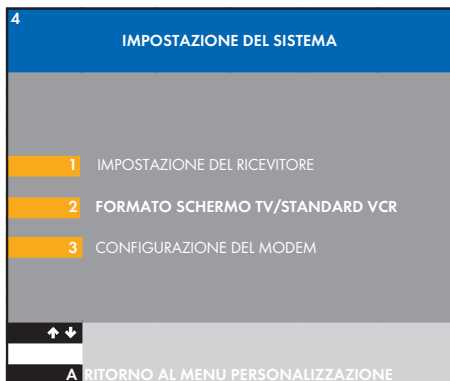 4
IMPOSTAZIONE DEL SISTEMA
1 IMPOSTAZIONE DEL RICEVITORE
2 FORMATO SCHERMO TV/STANDARD VCR
3 CONFIGURAZIONE DEL MODEM
A RITORNO AL MENU PERSONALIZZAZIONE